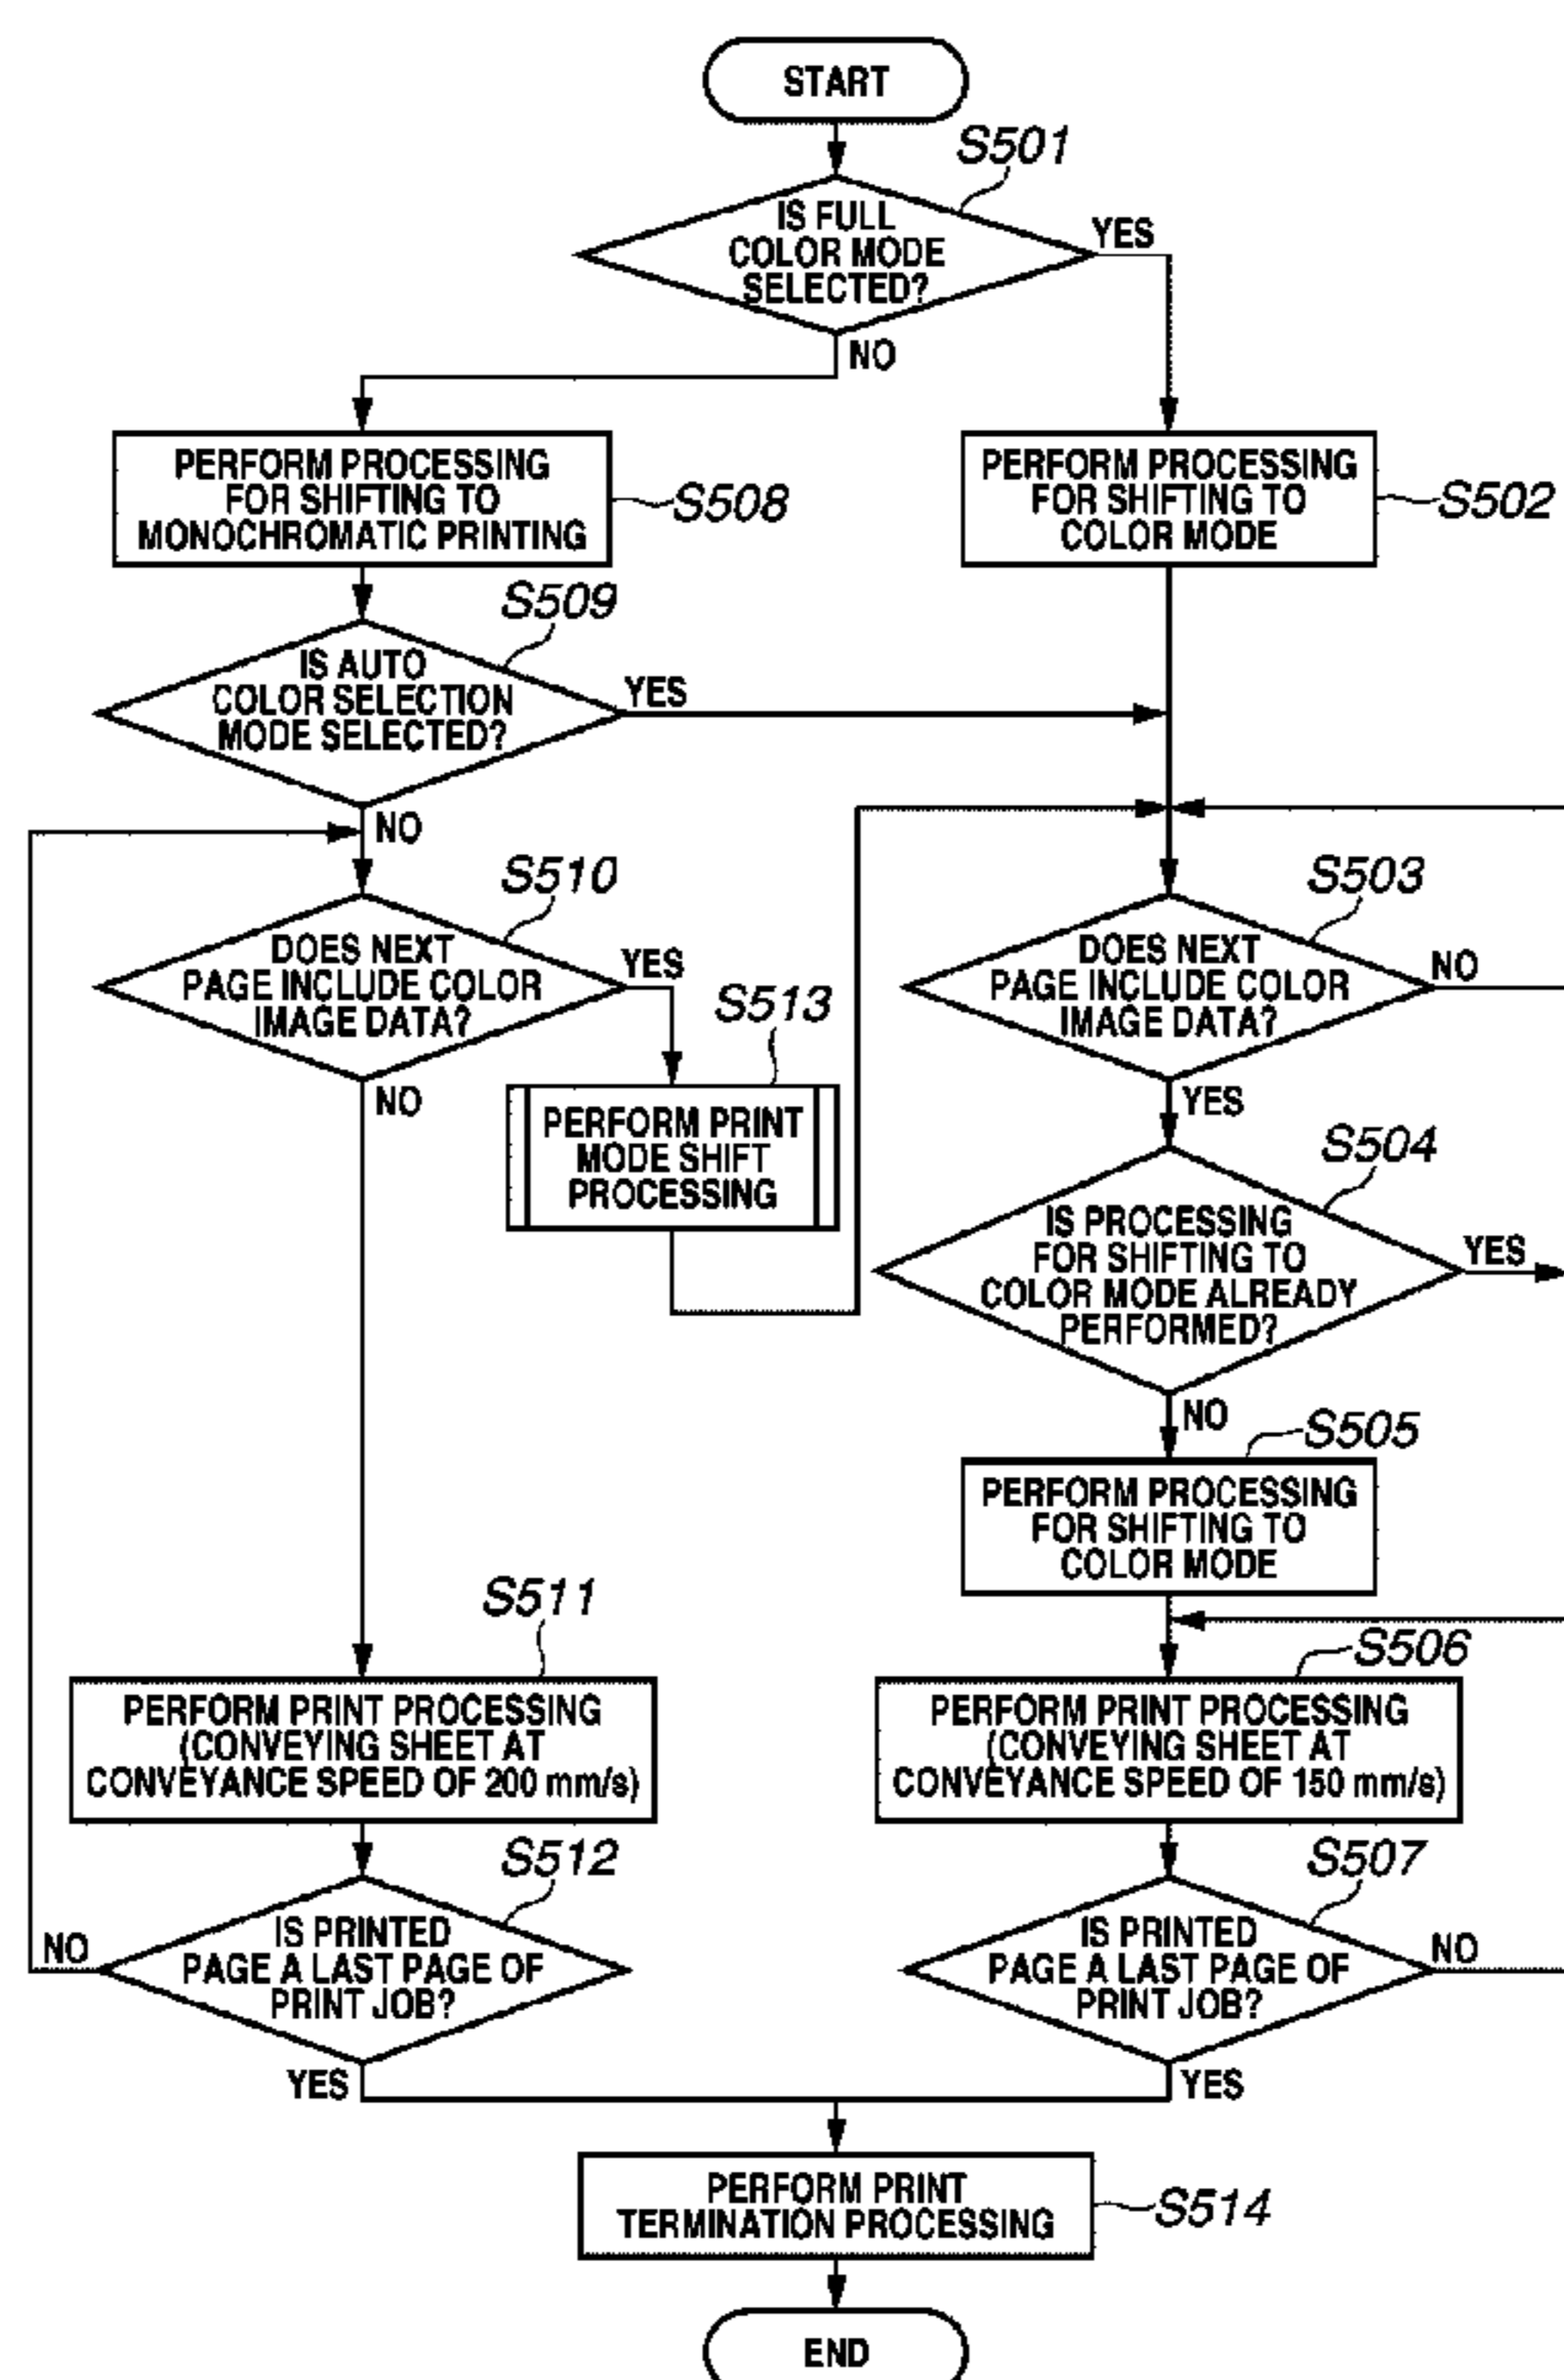 START
S501
IS FULL
COLOR MODE
SELECTED?
YES
NO
PERFORM PROCESSING
FOR SHIFTING TO
MONOCHROMATIC PRINTING
S508
PERFORM PROCESSING
FOR SHIFTING TO
COLOR MODE
S502
S509
IS AUTO
COLOR SELECTION
MODE SELECTED?
YES
NO
S510
DOES NEXT
PAGE INCLUDE COLOR
IMAGE DATA?
YES
NO
S513
PERFORM PRINT
MODE SHIFT
PROCESSING
S503
DOES NEXT
PAGE INCLUDE COLOR
IMAGE DATA?
NO
YES
S504
IS PROCESSING
FOR SHIFTING TO
COLOR MODE ALREADY
PERFORMED?
YES
NO
S505
PERFORM PROCESSING
FOR SHIFTING TO
COLOR MODE
S511
PERFORM PRINT PROCESSING
(CONVEYING SHEET AT
CONVEYANCE SPEED OF 200 mm/s)
S506
PERFORM PRINT PROCESSING
(CONVEYING SHEET AT
CONVEYANCE SPEED OF 150 mm/s)
S512
IS PRINTED
PAGE A LAST PAGE OF
PRINT JOB?
NO
YES
S507
IS PRINTED
PAGE A LAST PAGE OF
PRINT JOB?
NO
YES
PERFORM PRINT
TERMINATION PROCESSING
S514
END